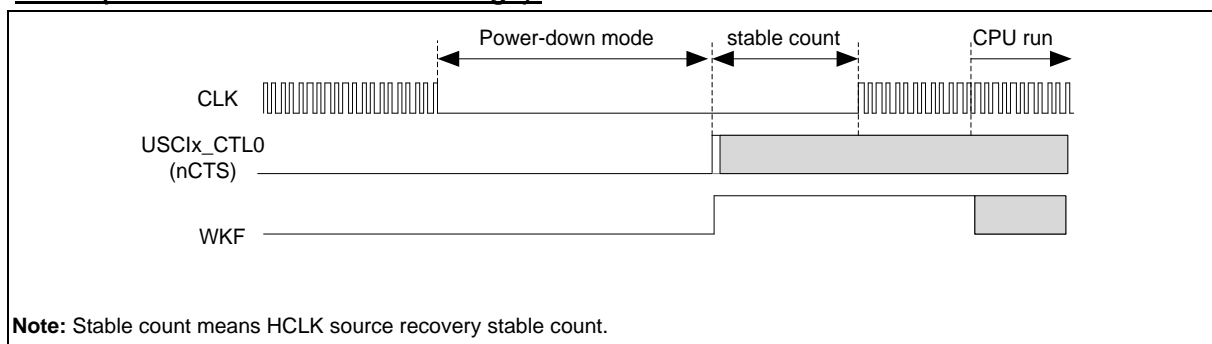 Power-down mode stable count CPU run
CLK
USCIx_CTL0
(nCTS)
WKF
Note: Stable count means HCLK source recovery stable count.